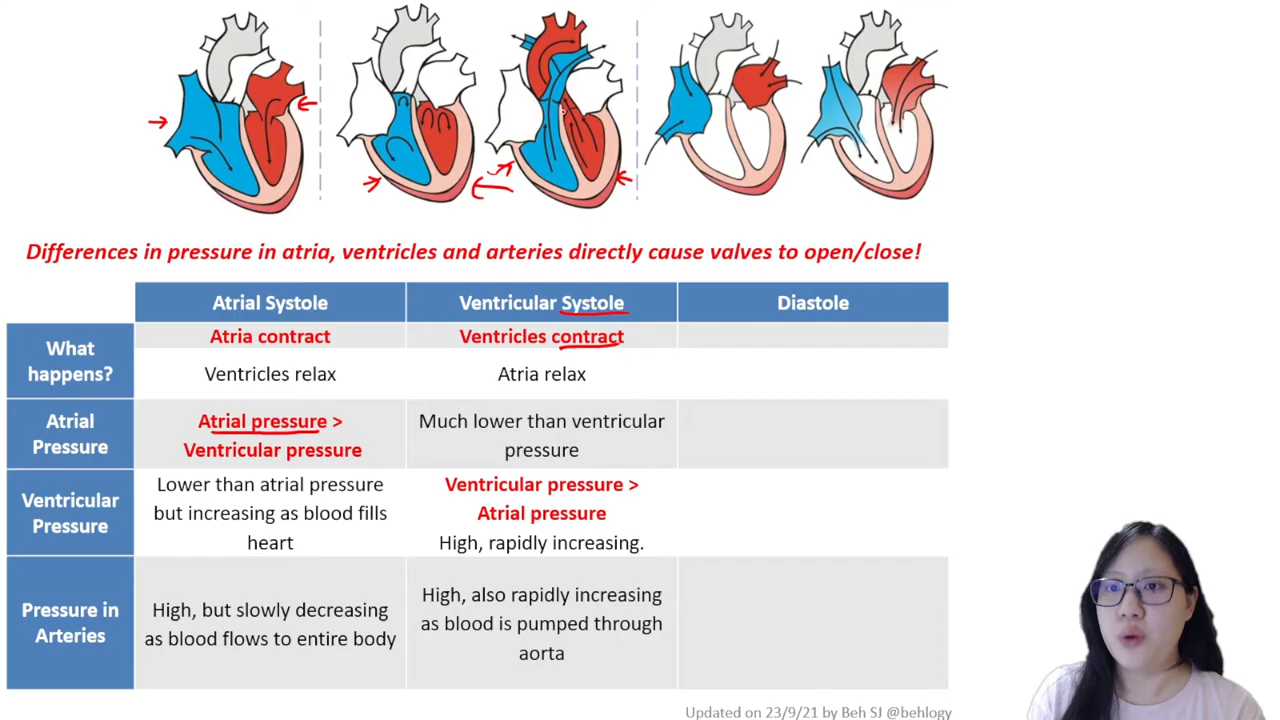 Differences in pressure in atria, ventricles and arteries directly cause valves to open/close!
Atrial Systole
Ventricular Systole
Diastole
What
happens?
Atria contract
Ventricles contract
Ventricles relax
Atria relax
Atrial
Pressure
Atrial pressure >
Ventricular pressure
Much lower than ventricular
pressure
Ventricular
Pressure
Lower than atrial pressure
but increasing as blood fills
heart
Ventricular pressure >
Atrial pressure
High, rapidly increasing.
Pressure in
Arteries
High, but slowly decreasing
as blood flows to entire body
High, also rapidly increasing
as blood is pumped through
aorta
Updated on 23/9/21 by Beh SJ @behlogy